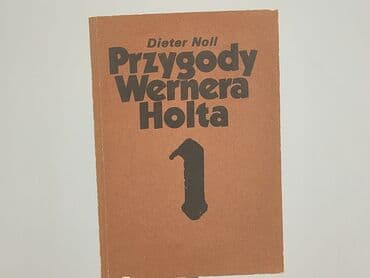 Dieter Noll
Przygody
Wernera
Holta
1